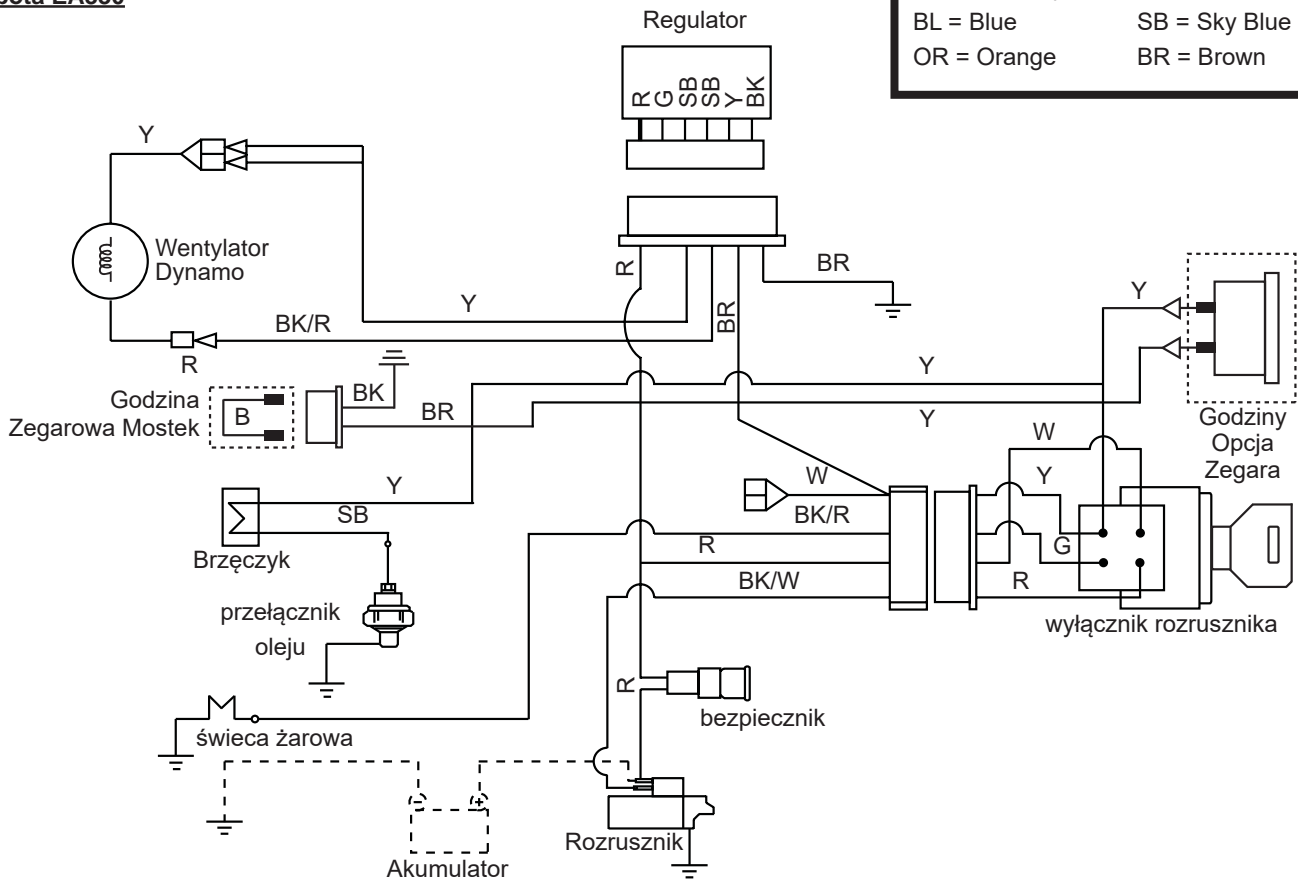 Regulator
BL = Blue
SB = Sky Blue
OR = Orange
BR = Brown
R
G
SB
SB
Y
BK
Y
Wentylator
Dynamo
R
BR
Y
BK/R
BR
Y
R
Godzina
Zegarowa Mostek
B
BK
BR
Y
Y
Godziny
Opcja
Zegara
W
W
Y
Y
SB
BK/R
G
R
Brzęczyk
BK/W
R
przełącznik
oleju
wyłącznik rozrusznika
R
bezpiecznik
świeca żarowa
Rozrusznik
Akumulator